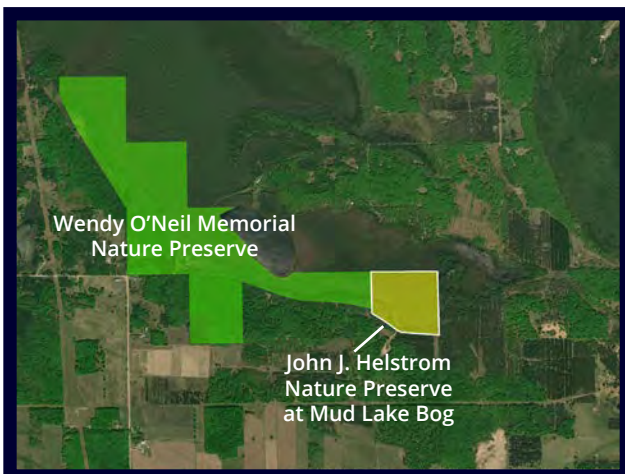 Wendy O'Neil Memorial
Nature Preserve
John J. Helstrom
Nature Preserve
at Mud Lake Bog